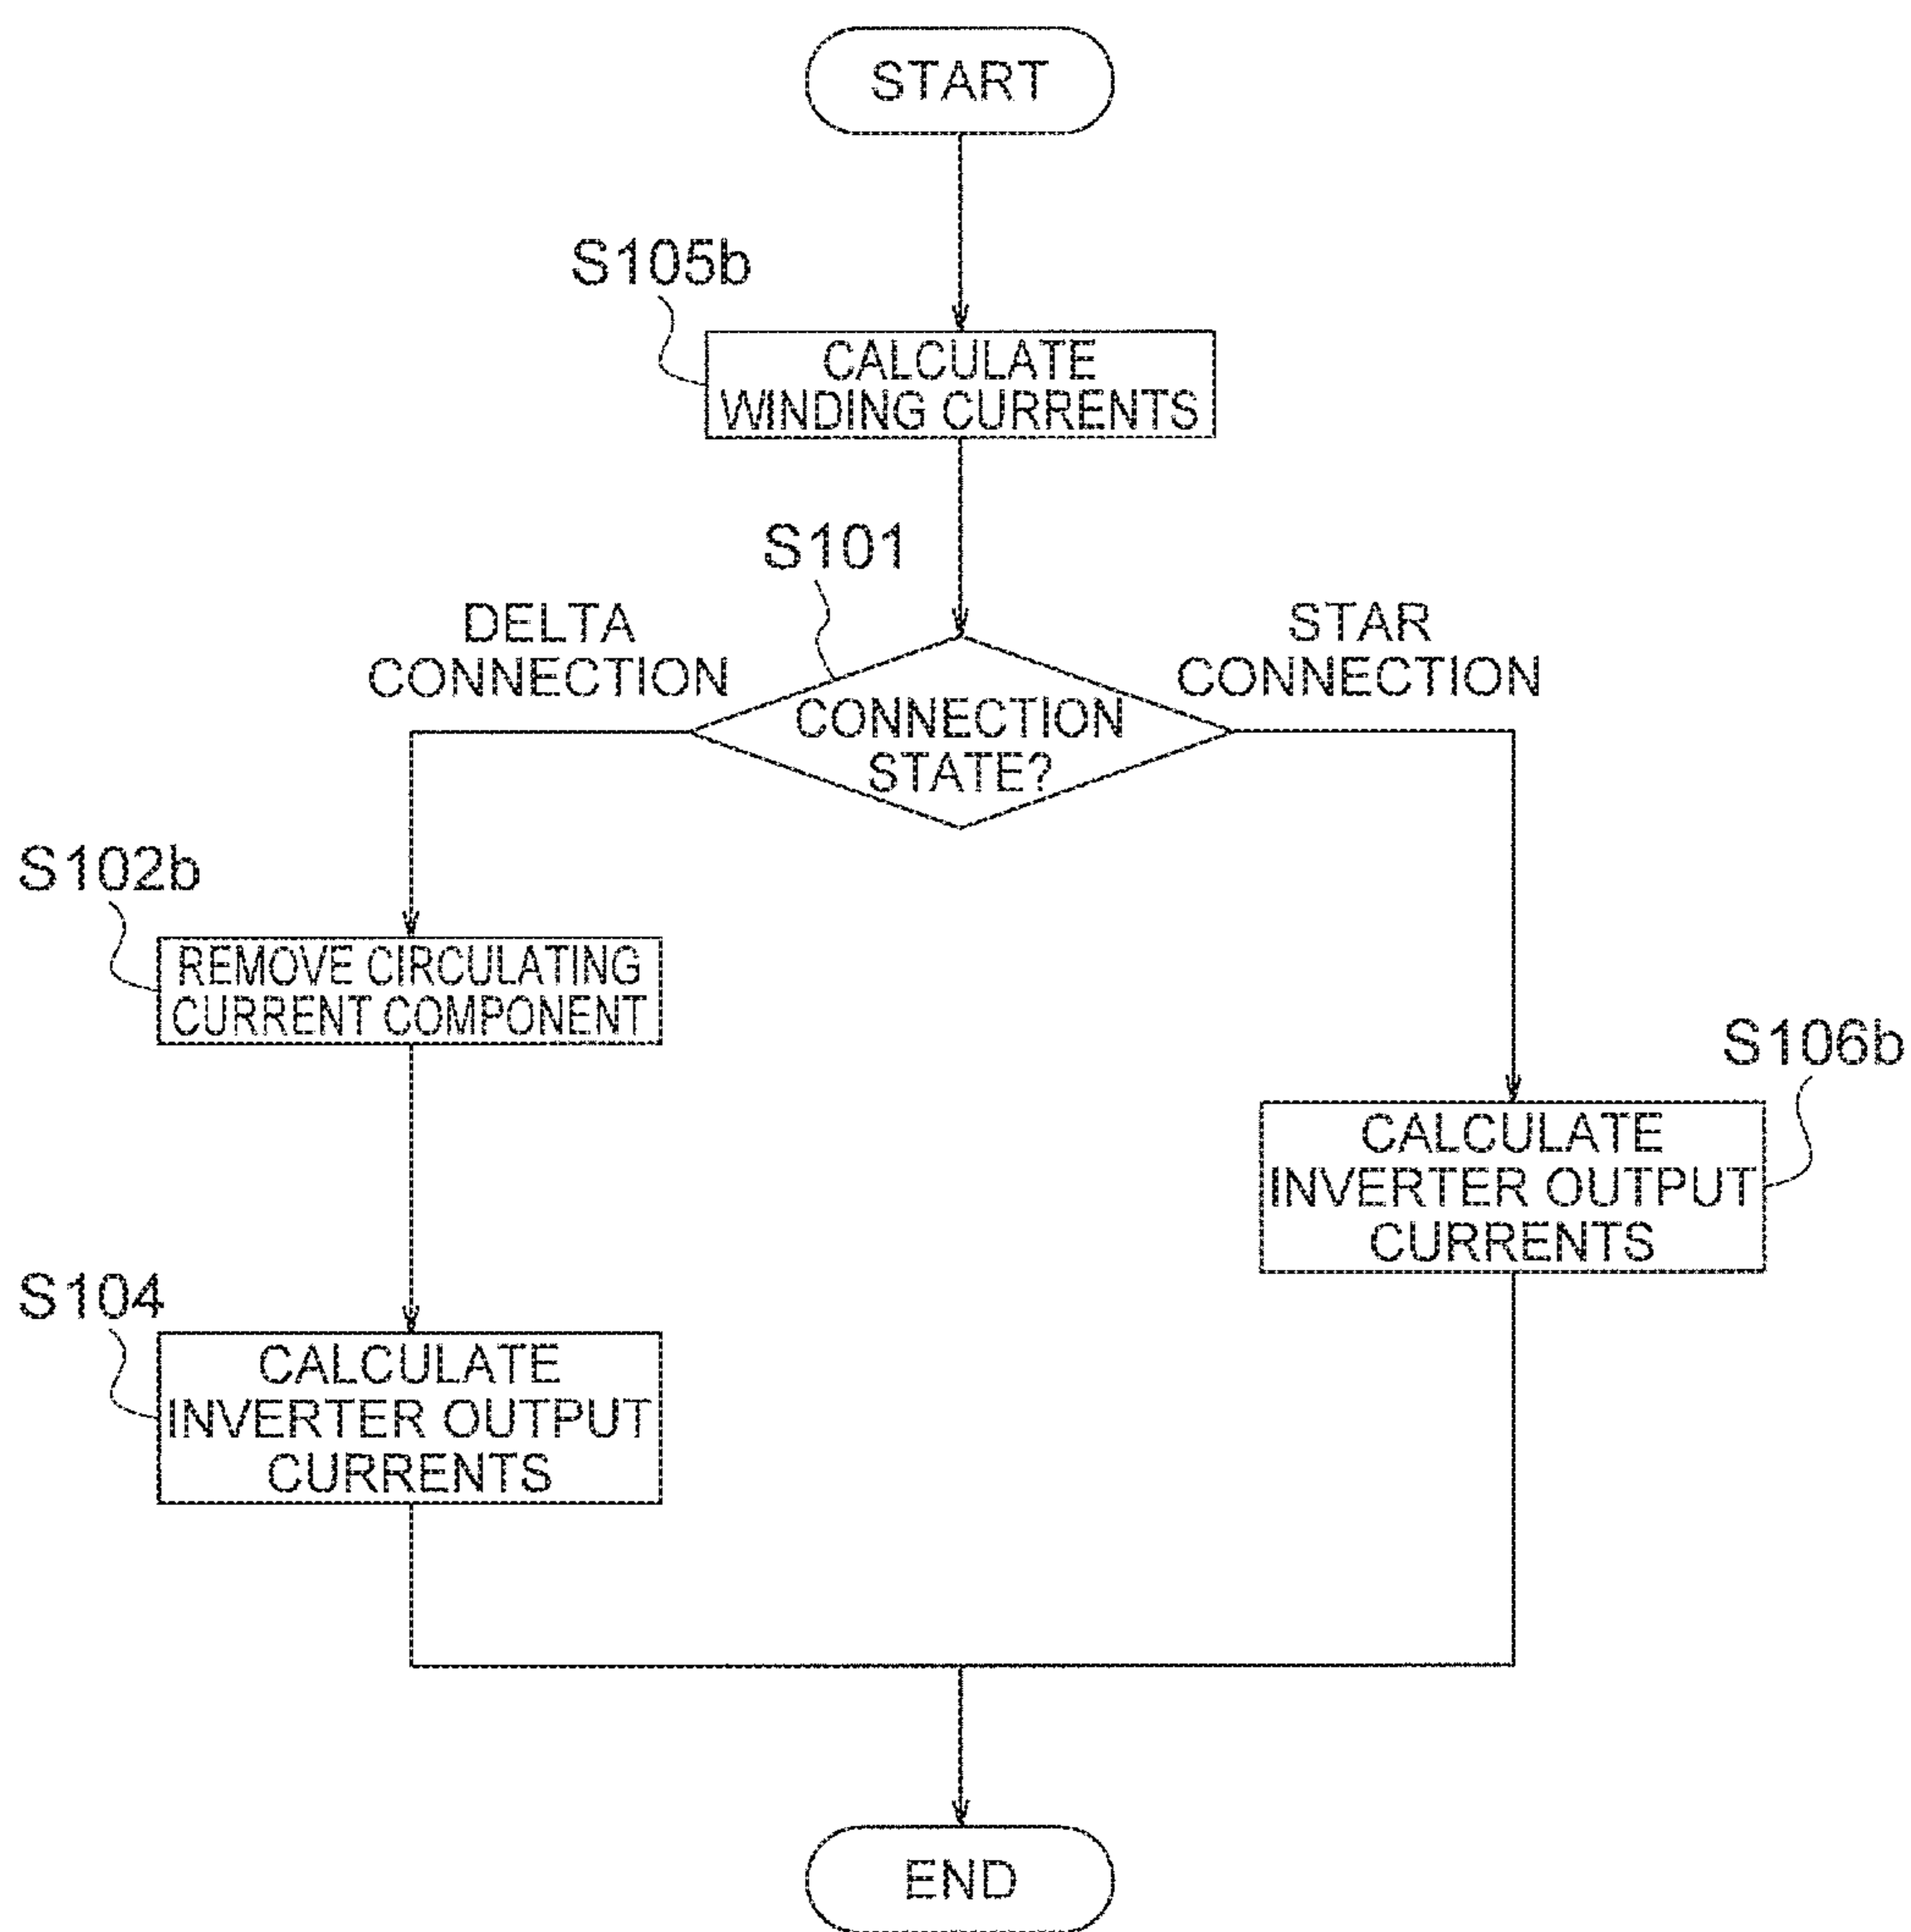 START
S105b
CALCULATE
WINDING CURRENTS
S101
DELTA
CONNECTION
STAR
CONNECTION
CONNECTION
STATE?
S102b
REMOVE CIRCULATING
CURRENT COMPONENT
S106b
CALCULATE
INVERTER OUTPUT
CURRENTS
S104
CALCULATE
INVERTER OUTPUT
CURRENTS
END